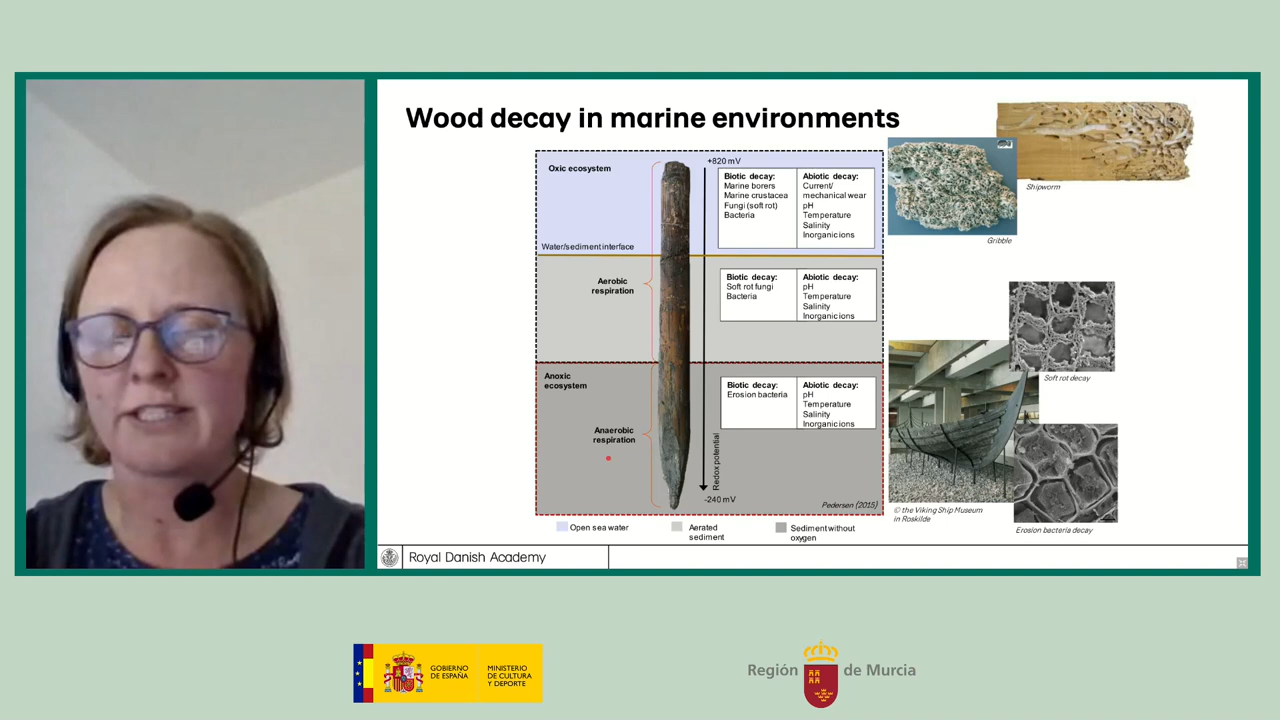 Wood decay in marine environments
Oxic ecosystem
+820 mV
Biotic decay:
Marine borers
Marine crustacea
Fungi (soft rot)
Bacteria
Abiotic decay:
Current/
mechanical wear
pH
Temperature
Salinity
Inorganic ions
Water/sediment interface
Aerobic
respiration
Biotic decay:
Soft rot fungi
Bacteria
Abiotic decay:
pH
Temperature
Salinity
Inorganic ions
Anoxic
ecosystem
Biotic decay:
Erosion bacteria
Abiotic decay:
pH
Temperature
Salinity
Inorganic ions
Anaerobic
respiration
Redox potential
-240 mV
Pedersen (2015)
Open sea water
Aerated
sediment
Sediment without
oxygen
Shipworm
Gribble
Soft rot decay
© the Viking Ship Museum
in Roskilde
Erosion bacteria decay
Royal Danish Academy
GOBIERNO
DE ESPAÑA
MINISTERIO
DE CULTURA
Y DEPORTE
Región de Murcia